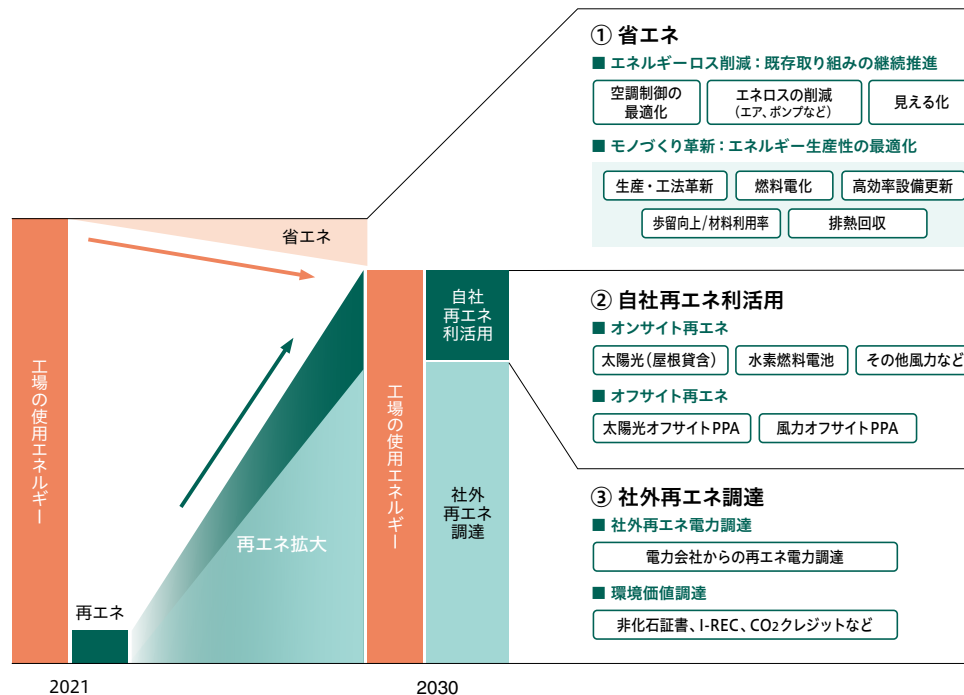 ① 省エネ
■ エネルギーロス削減：既存取り組みの継続推進
空調制御の
最適化
エネロスの削減
（エア、ポンプなど）
見える化
■ モノづくり革新：エネルギー生産性の最適化
生産・工法革新
燃料電化
高効率設備更新
歩留向上/材料利用率
排熱回収
省エネ
工場の使用エネルギー
再エネ
再エネ拡大
工場の使用エネルギー
自社
再エネ
利活用
社外
再エネ
調達
② 自社再エネ利活用
■ オンサイト再エネ
太陽光（屋根貸含）
水素燃料電池
その他風力など
■ オフサイト再エネ
太陽光オフサイトPPA
風力オフサイトPPA
③ 社外再エネ調達
■ 社外再エネ電力調達
電力会社からの再エネ電力調達
■ 環境価値調達
非化石証書、I-REC、CO2クレジットなど
2021
2030